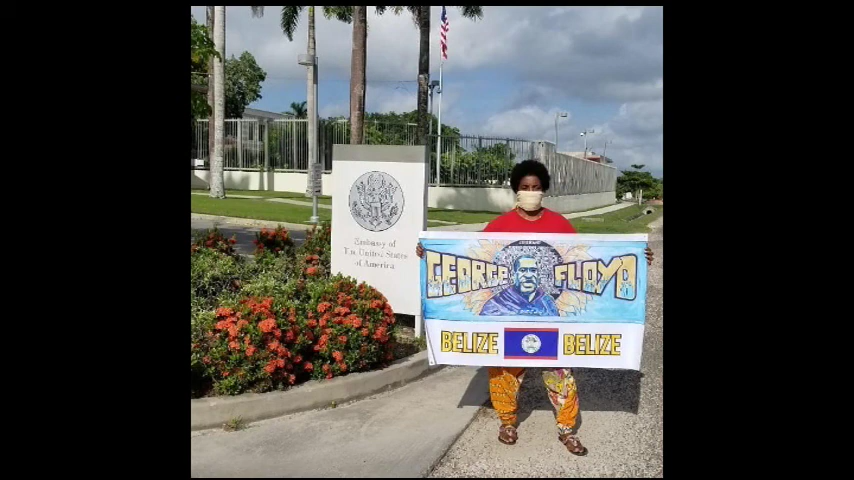 Embassy of
The United States
of America
GEORGE FLOYD
BELIZE BELIZE